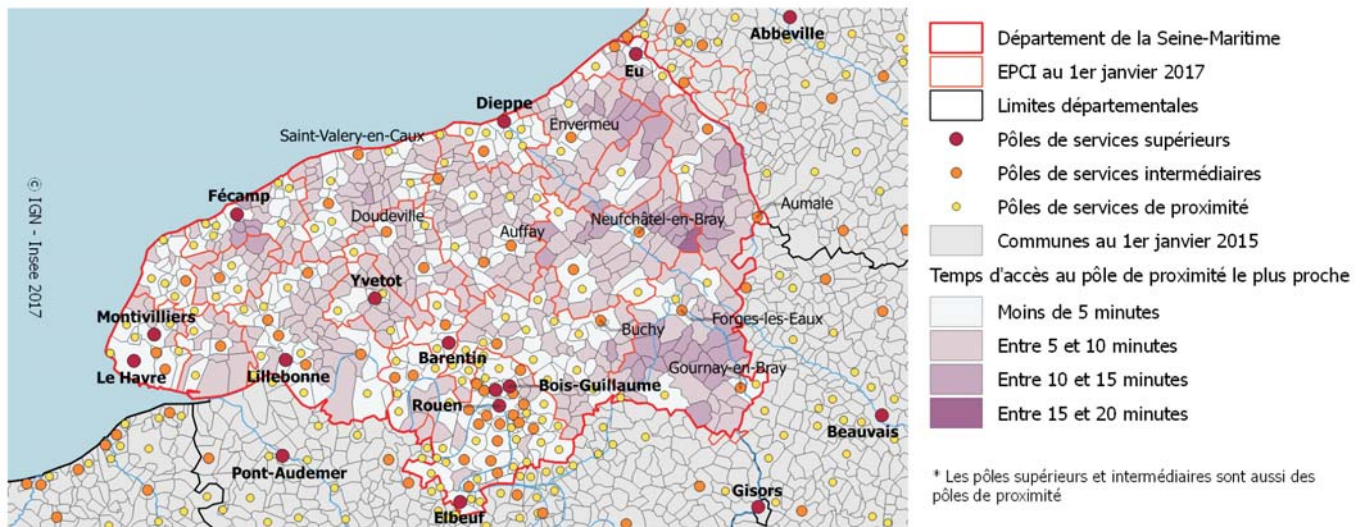 Abbeville
Eu
Dieppe
Envermeu
Saint-Valery-en-Caux
© IGN - Insee 2017
Fécamp
Doudeville
Auffay
Neufchâtel-en-Bray
Aumale
Yvetot
Montivilliers
Buchy
Forges-les-Eaux
Le Havre
Lillebonne
Barentin
Gournay-en-Bray
Bois-Guillaume
Rouen
Beauvais
Pont-Audemer
Elbeuf
Gisors
Département de la Seine-Maritime
EPCI au 1er janvier 2017
Limites départementales
Pôles de services supérieurs
Pôles de services intermédiaires
Pôles de services de proximité
Communes au 1er janvier 2015
Temps d'accès au pôle de proximité le plus proche
Moins de 5 minutes
Entre 5 et 10 minutes
Entre 10 et 15 minutes
Entre 15 et 20 minutes
* Les pôles supérieurs et intermédiaires sont aussi des
pôles de proximité